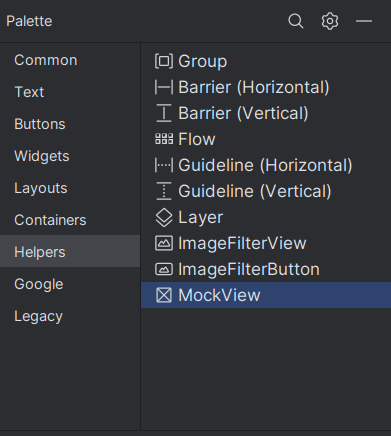 Palette
Common
Text
Buttons
Widgets
Layouts
Containers
Helpers
Google
Legacy
Group
Barrier (Horizontal)
Barrier (Vertical)
Flow
Guideline (Horizontal)
Guideline (Vertical)
Layer
ImageFilterView
ImageFilterButton
MockView